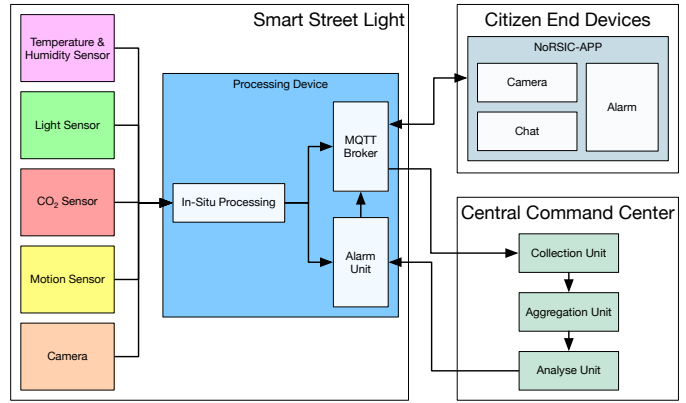 Smart Street Light
Temperature &
Humidity Sensor
Light Sensor
CO₂ Sensor
Motion Sensor
Camera
Processing Device
In-Situ Processing
MQTT
Broker
Alarm
Unit
Citizen End Devices
NoRSIC-APP
Camera
Chat
Alarm
Central Command Center
Collection Unit
Aggregation Unit
Analyse Unit